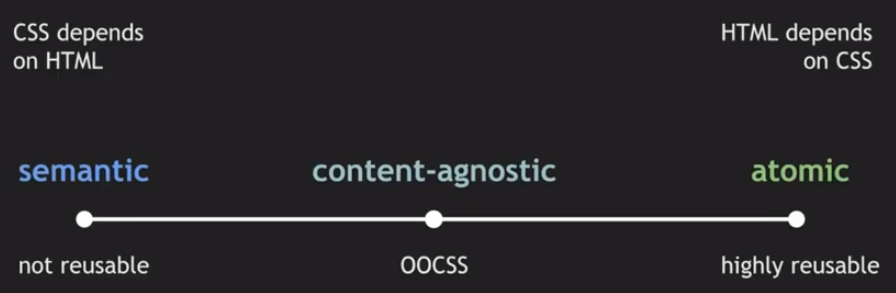 CSS depends
on HTML
HTML depends
on CSS
semantic
content-agnostic
atomic
not reusable
OOCSS
highly reusable